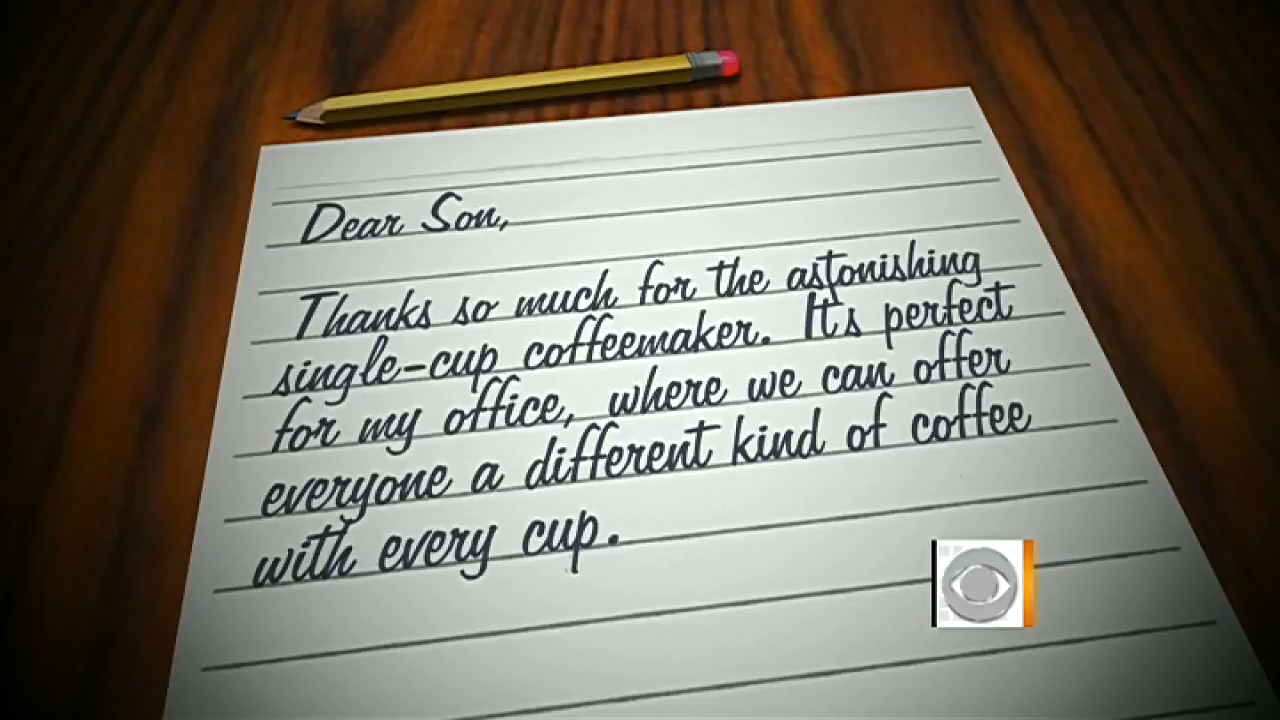 Dear Son,
Thanks so much for the astonishing
single-cup coffeemaker. It's perfect
for my office, where we can offer
everyone a different kind of coffee
with every cup.